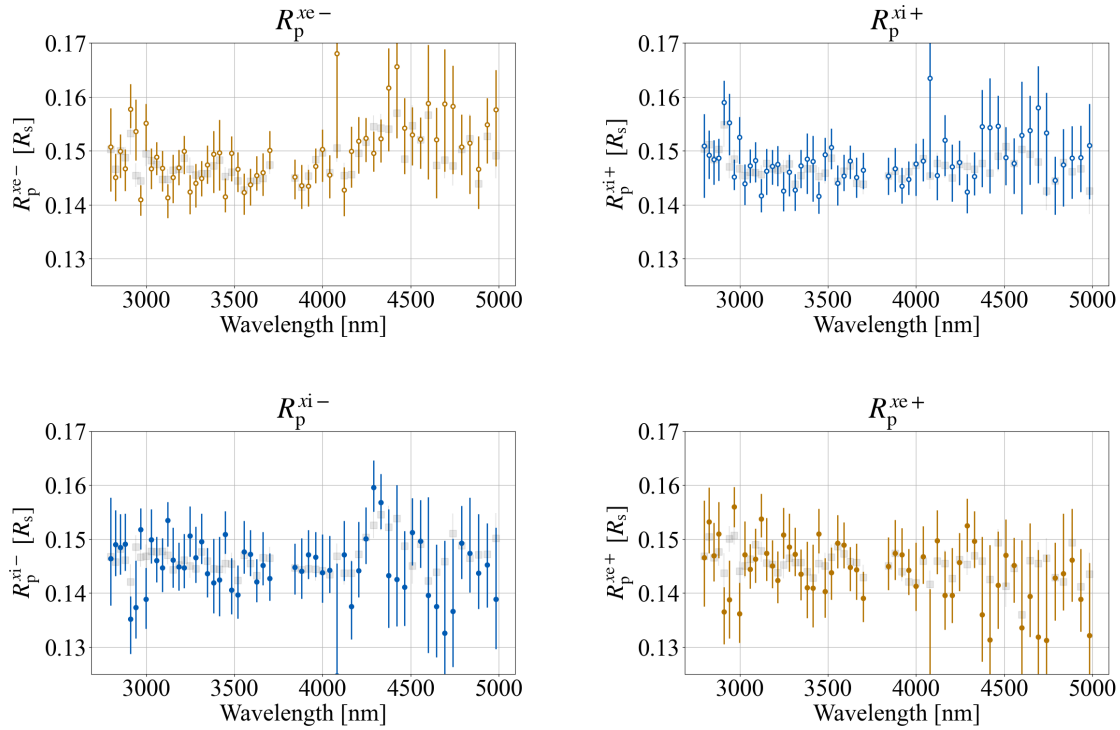 R_p^{xe−}
R_p^{xe−} [R_s]
0.17
0.16
0.15
0.14
0.13
3000 3500 4000 4500 5000
Wavelength [nm]
R_p^{xi+}
R_p^{xi+} [R_s]
0.17
0.16
0.15
0.14
0.13
3000 3500 4000 4500 5000
Wavelength [nm]
R_p^{xi−}
R_p^{xi−} [R_s]
0.17
0.16
0.15
0.14
0.13
3000 3500 4000 4500 5000
Wavelength [nm]
R_p^{xe+}
R_p^{xe+} [R_s]
0.17
0.16
0.15
0.14
0.13
3000 3500 4000 4500 5000
Wavelength [nm]